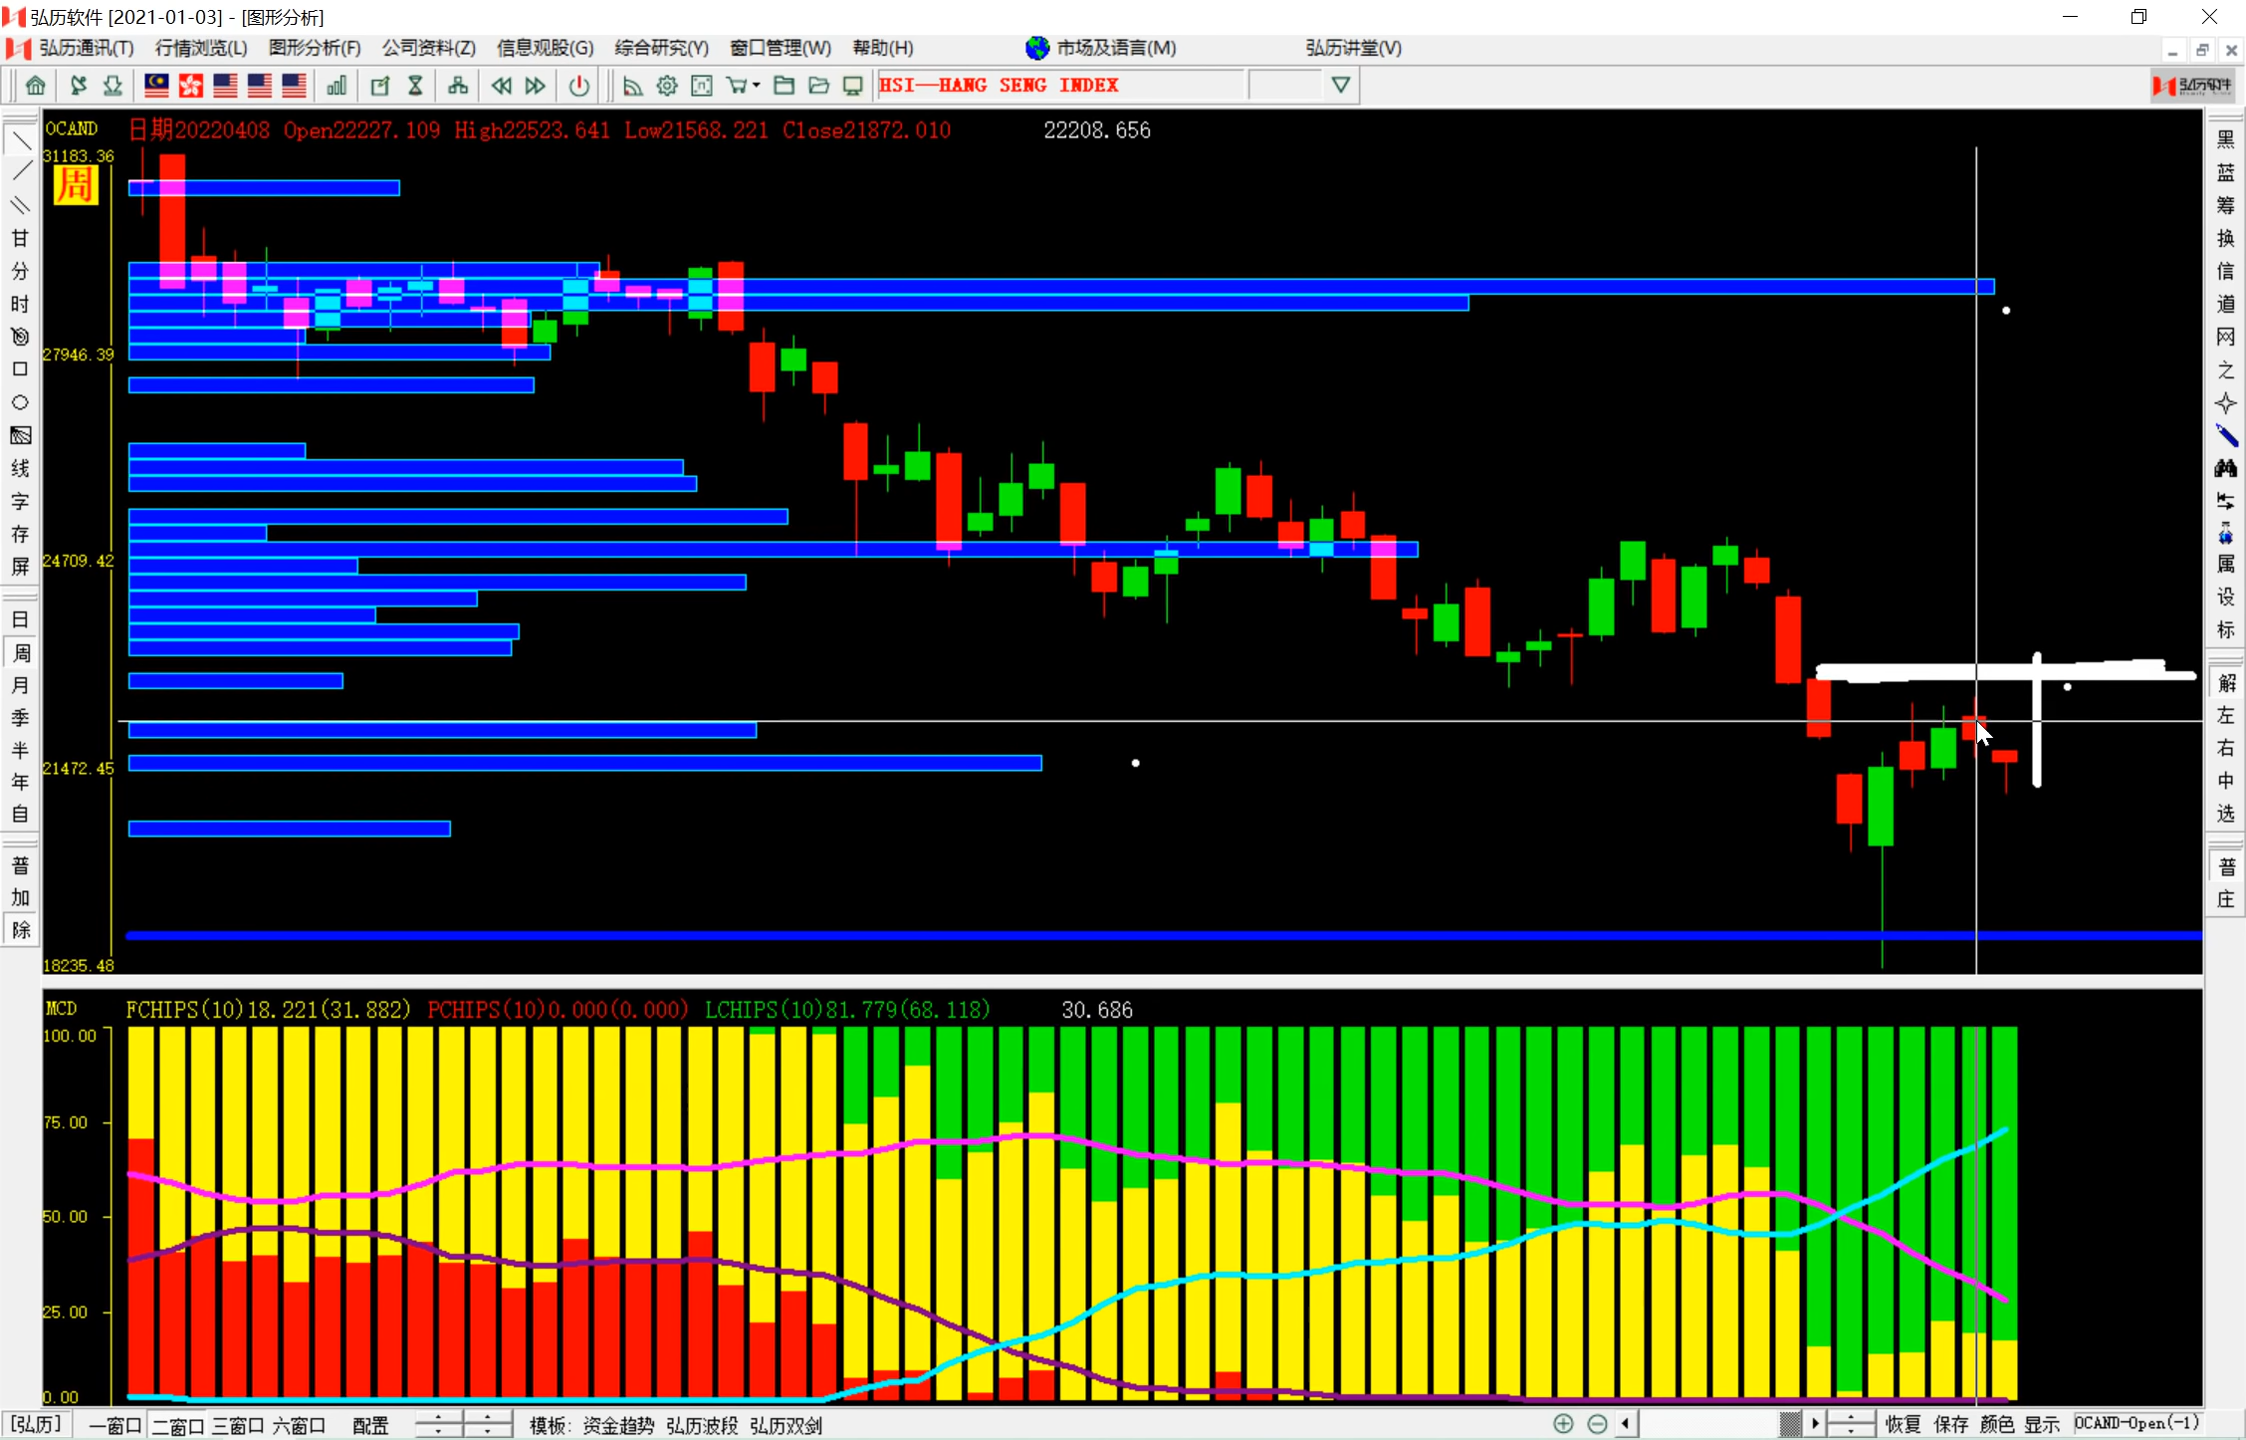 弘历软件 [2021-01-03] - [图形分析]
弘历通讯(T) 行情浏览(L) 图形分析(F) 公司资料(Z) 信息观股(G) 综合研究(Y) 窗口管理(W) 帮助(H) 市场及语言(M) 弘历讲堂(V)
HSI——HANG SENG INDEX
弘历软件
OCAND 日期20220408 Open22227.109 High22523.641 Low21568.221 Close21872.010 22208.656
31183.36
周
27946.39
24709.42
21472.45
18235.48
甘
分
时
线
字
存
屏
日
周
月
季
半
年
自
普
加
除
黑
蓝
筹
换
信
道
网
之
属
设
标
解
左
右
中
选
普
庄
MCD FCHIPS(10)18.221(31.882) PCHIPS(10)0.000(0.000) LCHIPS(10)81.779(68.118) 30.686
100.00
75.00
50.00
25.00
0.00
[弘历] 一窗口 二窗口 三窗口 六窗口 配置 模板: 资金趋势 弘历波段 弘历双剑 恢复 保存 颜色 显示 OCAND-Open(-1)